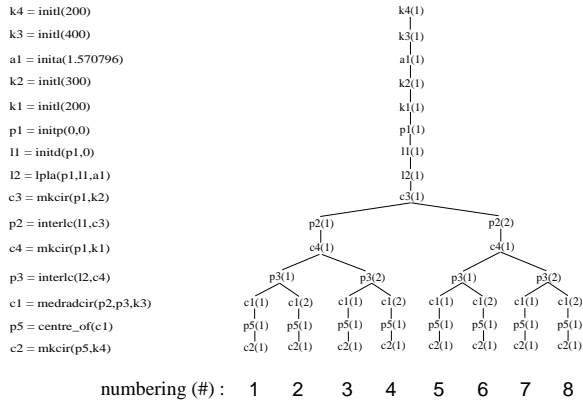 k4 = initl(200) k4(1)
k3 = initl(400) k3(1)
a1 = inita(1.570796) a1(1)
k2 = initl(300) k2(1)
k1 = initl(200) k1(1)
p1 = initp(0,0) p1(1)
l1 = initd(p1,0) l1(1)
l2 = lpla(p1,l1,a1) l2(1)
c3 = mkcir(p1,k2) c3(1)
p2 = interlc(l1,c3) p2(1) p2(2)
c4 = mkcir(p1,k1) c4(1) c4(1)
p3 = interlc(l2,c4) p3(1) p3(2) p3(1) p3(2)
c1 = medradcir(p2,p3,k3) c1(1) c1(2) c1(1) c1(2) c1(1) c1(2) c1(1) c1(2)
p5 = centre_of(c1) p5(1) p5(1) p5(1) p5(1) p5(1) p5(1) p5(1) p5(1)
c2 = mkcir(p5,k4) c2(1) c2(1) c2(1) c2(1) c2(1) c2(1) c2(1) c2(1)
numbering (#) : 1 2 3 4 5 6 7 8